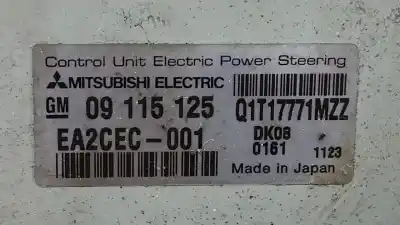 Control Unit Electric Power Steering
MITSUBISHI ELECTRIC
GM 09 115 125 Q1T17771MZZ
EA2CEC-001 DK08
0161 1123
Made in Japan